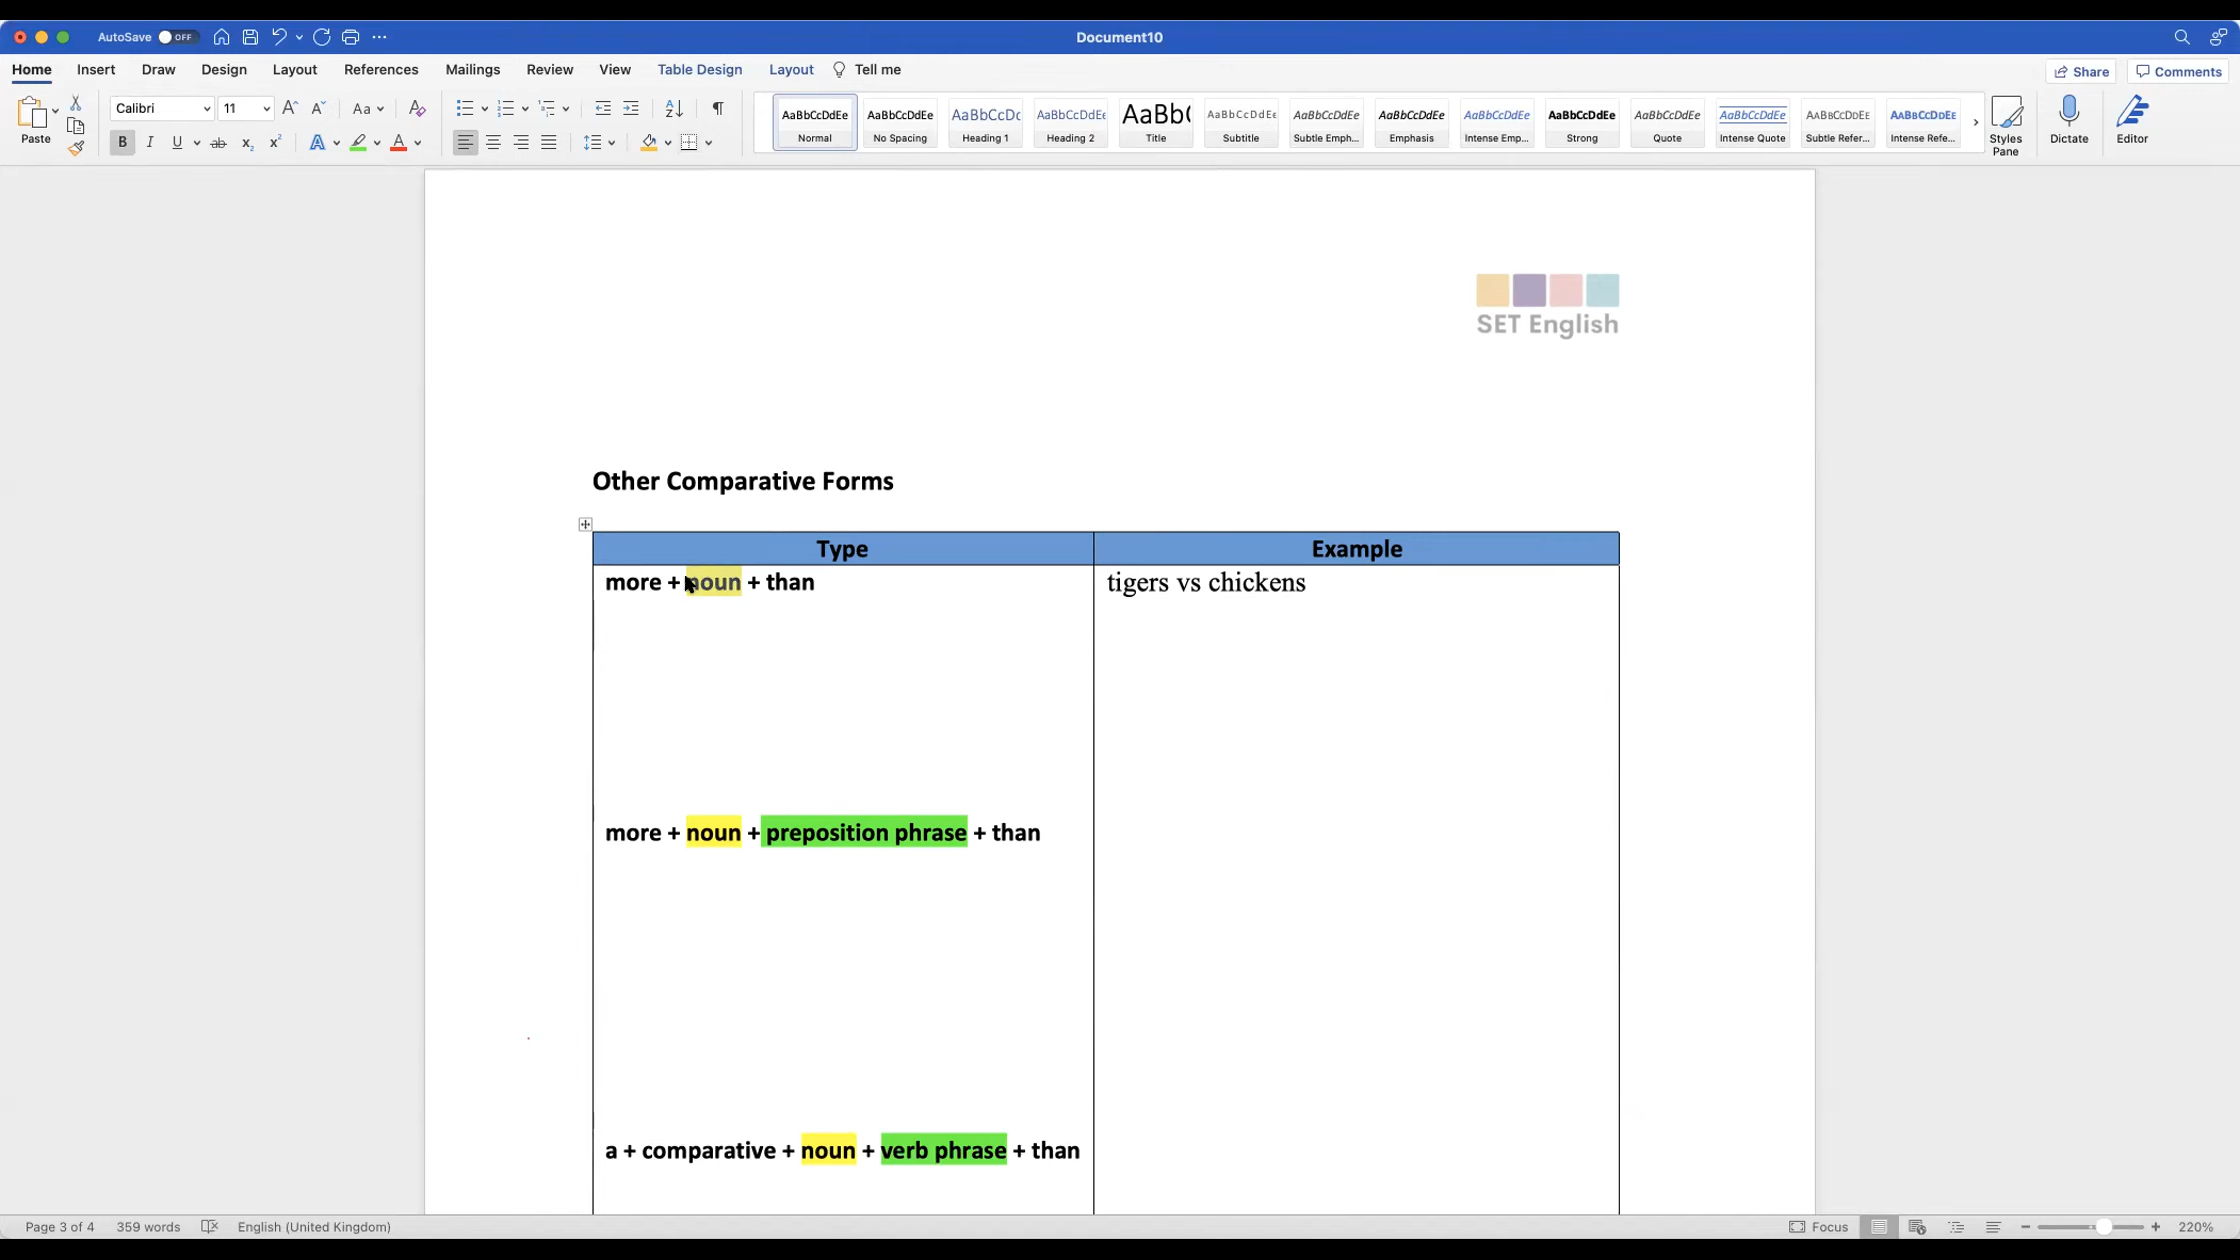 AutoSave OFF
Document10
Home Insert Draw Design Layout References Mailings Review View Table Design Layout Tell me
Share Comments
Paste
Calibri 11
AaBbCcDdEe Normal
AaBbCcDdEe No Spacing
AaBbCcDc Heading 1
AaBbCcDdEe Heading 2
AaBb( Title
AaBbCcDdEe Subtitle
AaBbCcDdEe Subtle Emph...
AaBbCcDdEe Emphasis
AaBbCcDdEe Intense Emp...
AaBbCcDdEe Strong
AaBbCcDdEe Quote
AaBbCcDdEe Intense Quote
AaBbCcDdEe Subtle Refer...
AaBbCcDdEe Intense Refe...
Styles Pane
Dictate
Editor
SET English
Other Comparative Forms
Type Example
more + noun + than
tigers vs chickens
more + noun + preposition phrase + than
a + comparative + noun + verb phrase + than
Page 3 of 4 359 words English (United Kingdom) Focus 220%